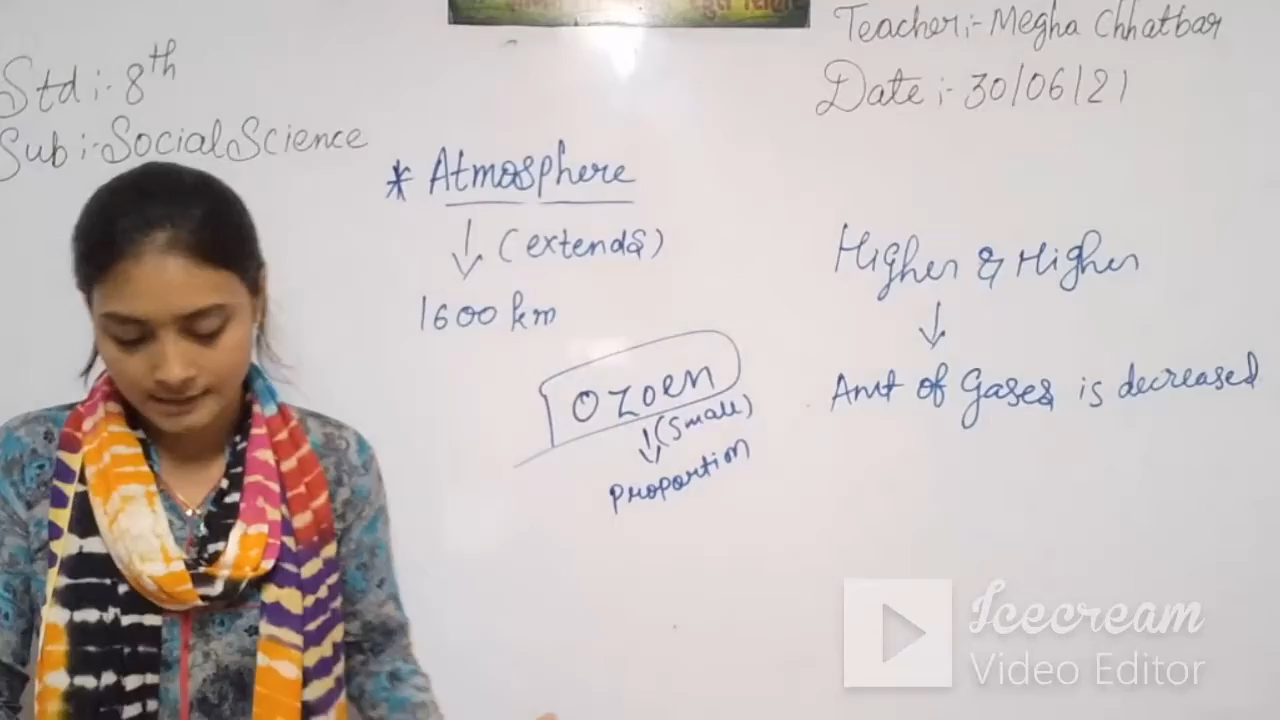 Teacher:- Megha Chhatbar
Std:- 8th
Date:- 30/06/21
Sub:- Social Science
* Atmosphere
(extends)
1600 km
Higher & Higher
Amt of Gases is decreased
OZOEN
(Small)
Proportion
Icecream
Video Editor